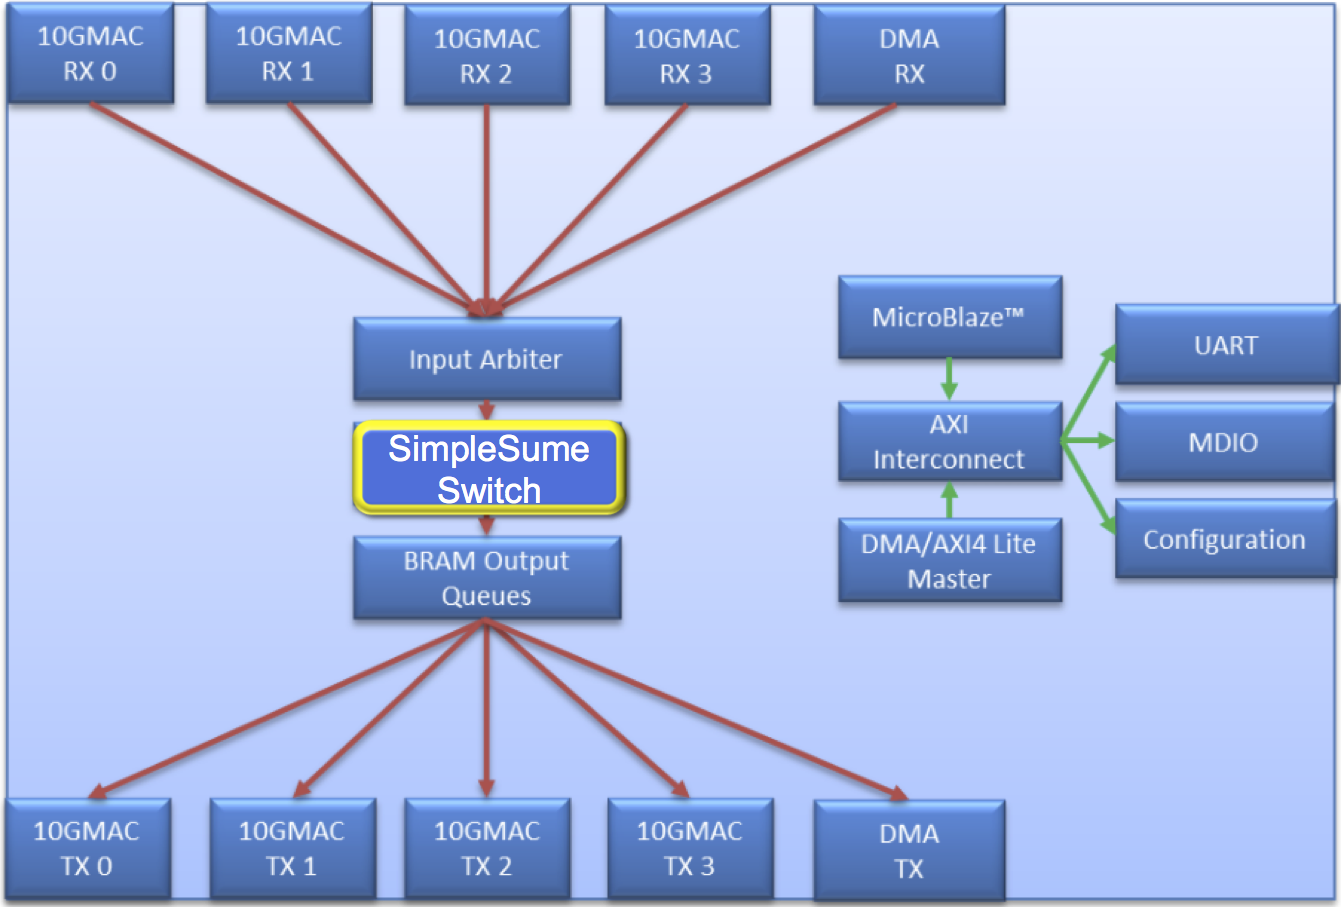 10GMAC
RX 0
10GMAC
RX 1
10GMAC
RX 2
10GMAC
RX 3
DMA
RX
Input Arbiter
SimpleSume
Switch
BRAM Output
Queues
MicroBlaze™
AXI
Interconnect
DMA/AXI4 Lite
Master
UART
MDIO
Configuration
10GMAC
TX 0
10GMAC
TX 1
10GMAC
TX 2
10GMAC
TX 3
DMA
TX